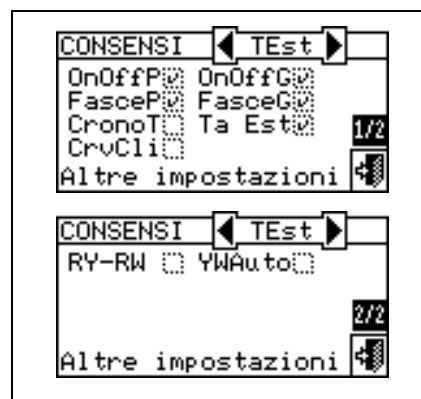 CONSENSI TEst
OnOffP OnOffG
FasceP FasceG
CronoT Ta Est
1/2
CrvCli
Altre impostazioni
CONSENSI TEst
RY-RW YWAuto
2/2
Altre impostazioni